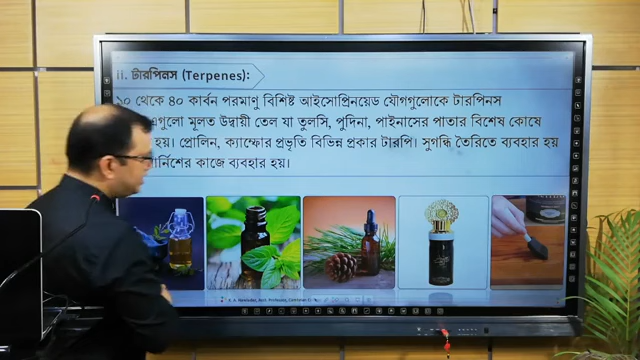 II. টারপিনস (Terpenes):
১০ থেকে ৪০ কার্বন পরমাণু বিশিষ্ট আইসোপ্রিনয়েড যৌগগুলোকে টারপিনস
এগুলো মূলত উদ্বায়ী তেল যা তুলসি, পুদিনা, পাইনাসের পাতার বিশেষ কোষে
হয়। প্রোলিন, ক্যাম্ফোর প্রভৃতি বিভিন্ন প্রকার টারপি। সুগন্ধি তৈরিতে ব্যবহার হয়
বার্নিশের কাজে ব্যবহার হয়।